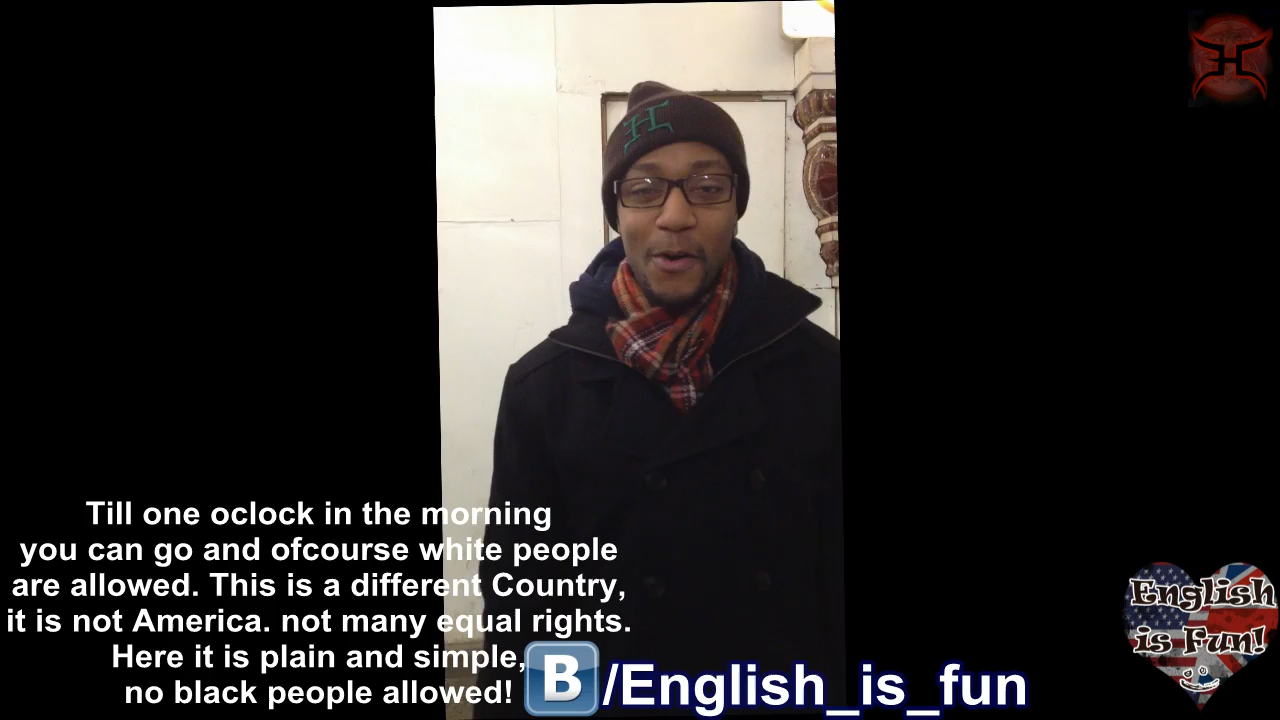 Till one oclock in the morning
you can go and ofcourse white people
are allowed. This is a different Country,
it is not America. not many equal rights.
Here it is plain and simple,
no black people allowed!
B/English_is_fun
English
is Fun!
H
H